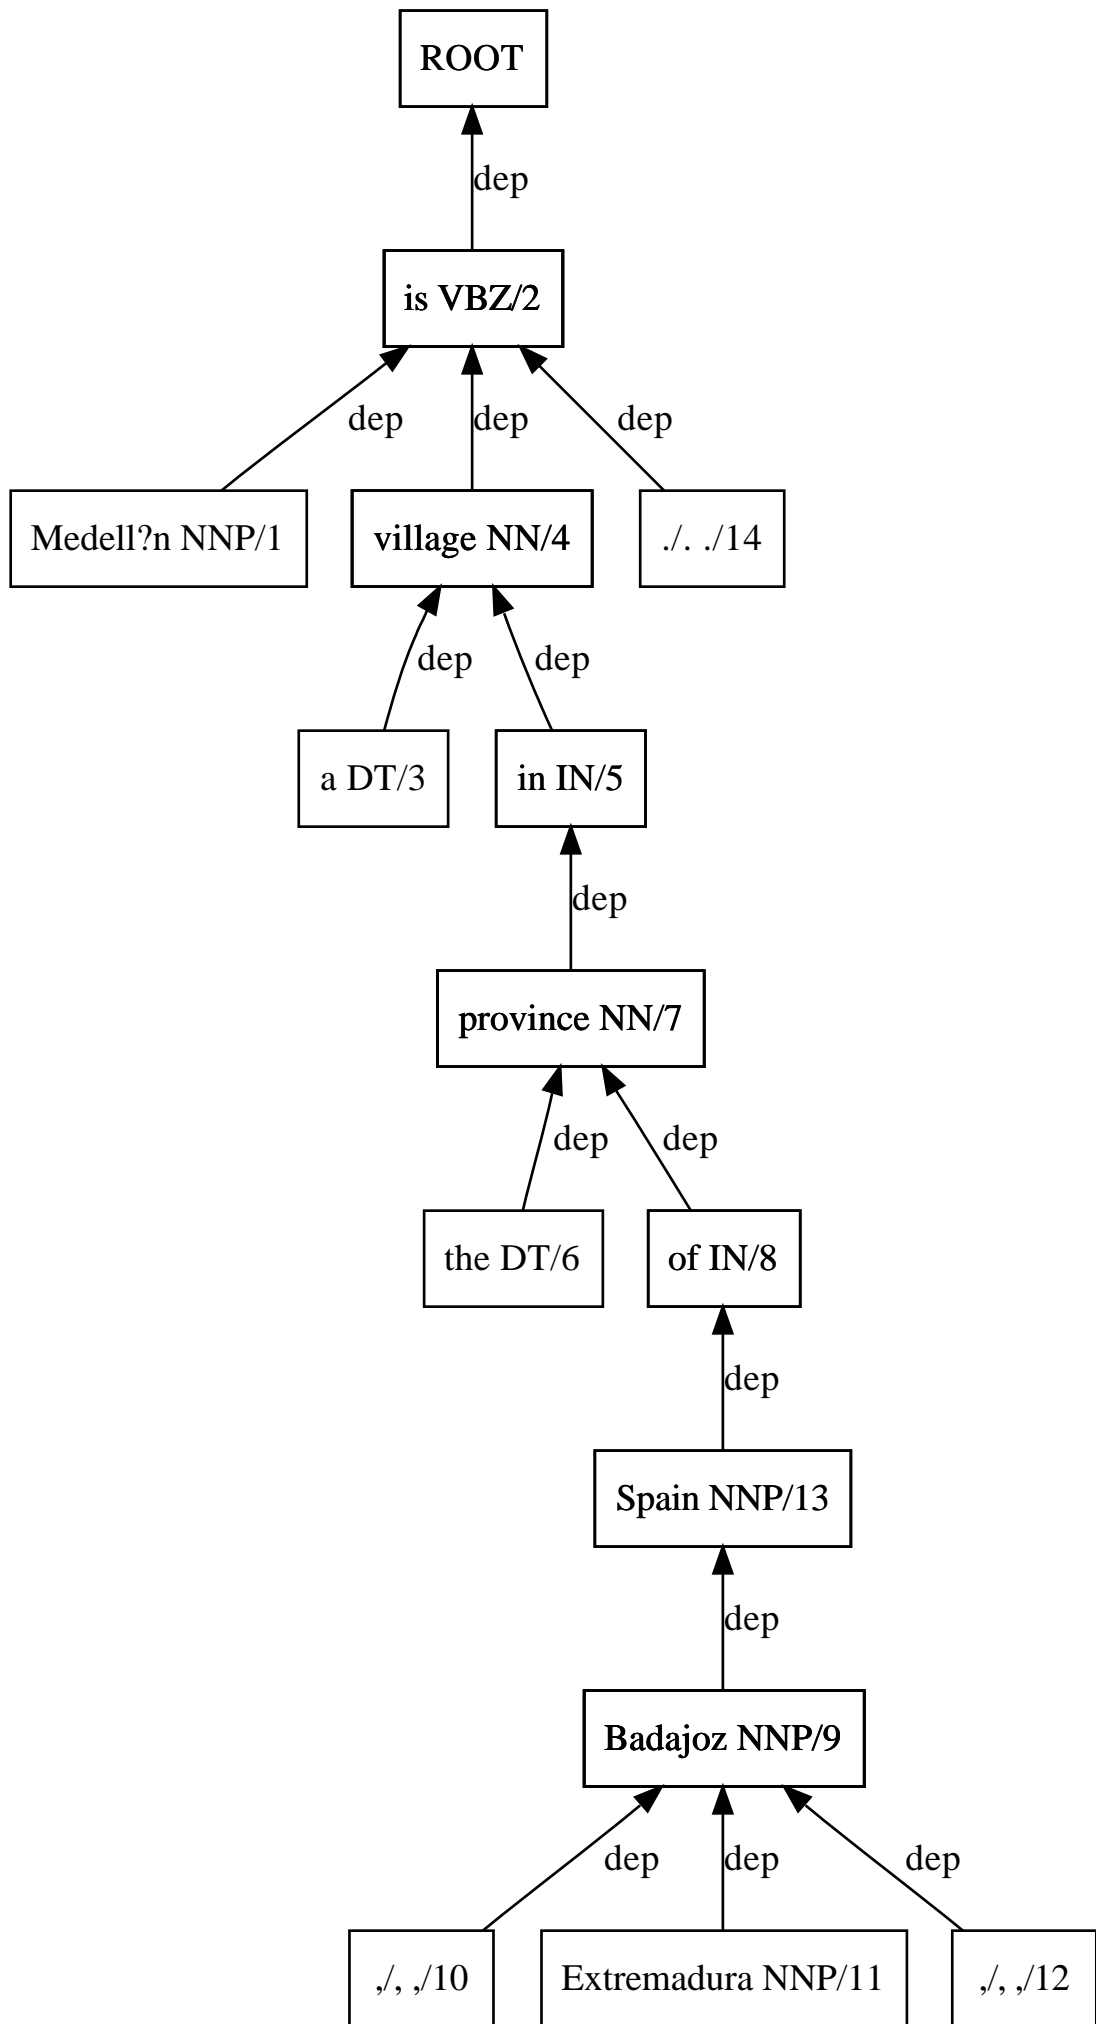 ROOT
dep
is VBZ/2
dep dep dep
Medell?n NNP/1 village NN/4 ./. ./14
dep dep
a DT/3 in IN/5
dep
province NN/7
dep dep
the DT/6 of IN/8
dep
Spain NNP/13
dep
Badajoz NNP/9
dep dep dep
,/, ,/10 Extremadura NNP/11 ,/, ,/12